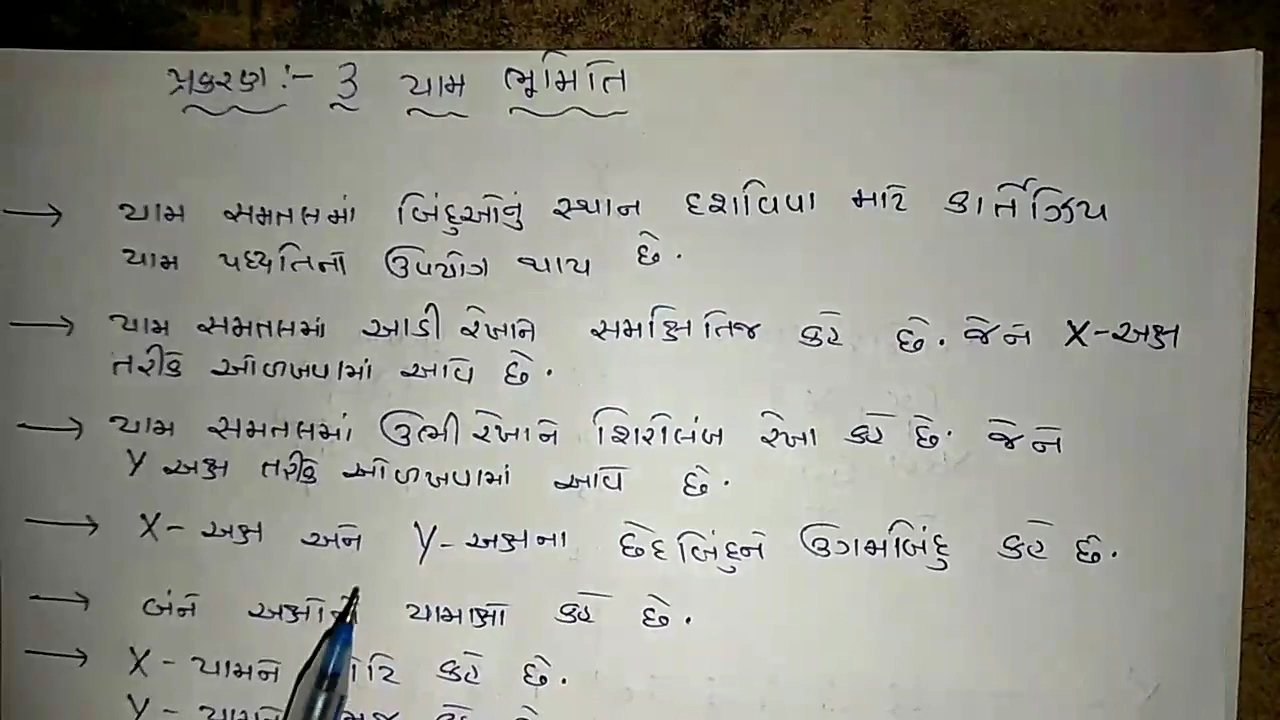 પ્રકરણ :- 3 યામ ભૂમિતિ
→ યામ સમતલમાં બિંદુઓનું સ્થાન દર્શાવવા માટે કાર્તેઝિય
યામ પધ્ધતિનો ઉપયોગ થાય છે.
→ યામ સમતલમાં આડી રેખાને સમક્ષિતિજ કહે છે. જેને X-અક્ષ
તરીકે ઓળખવામાં આવે છે.
→ યામ સમતલમાં ઉભી રેખાને શિરોલંબ રેખા કહે છે. જેને
Y અક્ષ તરીકે ઓળખવામાં આવે છે.
→ X- અક્ષ અને Y- અક્ષના છેદબિંદુને ઉગમબિંદુ કહે છે.
→ બંને અક્ષોને યામાક્ષો કહે છે.
→ X- યામને કહે છે.
Y- યામને